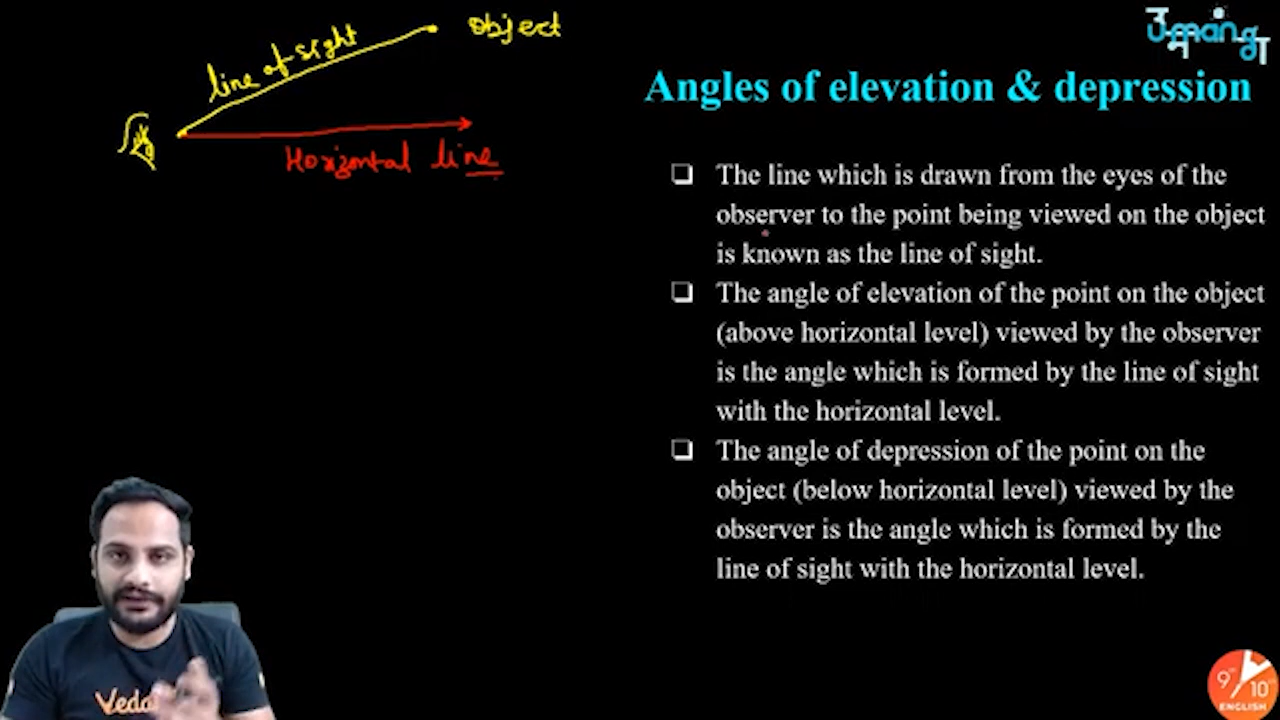 object
line of sight
Horizontal line
उमंग
umang
Angles of elevation & depression
❑ The line which is drawn from the eyes of the
observer to the point being viewed on the object
is known as the line of sight.
❑ The angle of elevation of the point on the object
(above horizontal level) viewed by the observer
is the angle which is formed by the line of sight
with the horizontal level.
❑ The angle of depression of the point on the
object (below horizontal level) viewed by the
observer is the angle which is formed by the
line of sight with the horizontal level.
9th 10th
ENGLISH